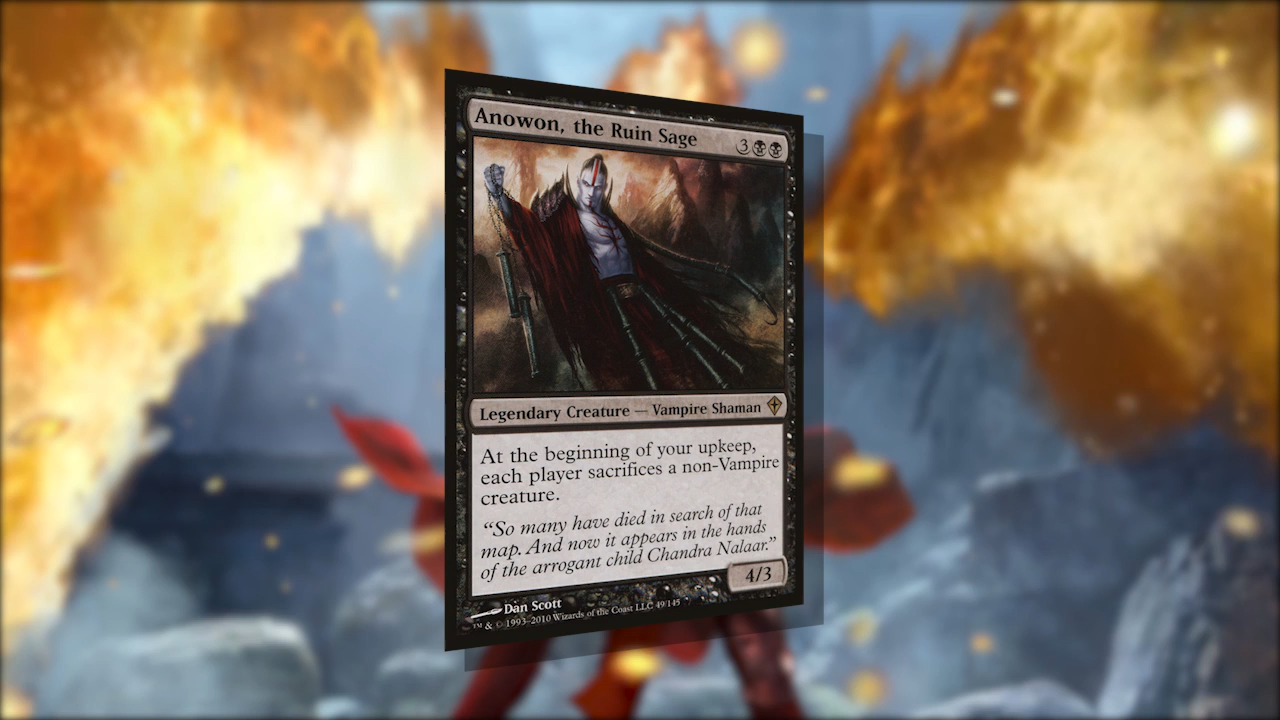 Anowon, the Ruin Sage
3
Legendary Creature — Vampire Shaman
At the beginning of your upkeep,
each player sacrifices a non-Vampire
creature.
“So many have died in search of that
map. And now it appears in the hands
of the arrogant child Chandra Nalaar.”
4/3
Dan Scott
™ & © 1993–2010 Wizards of the Coast LLC 49/145